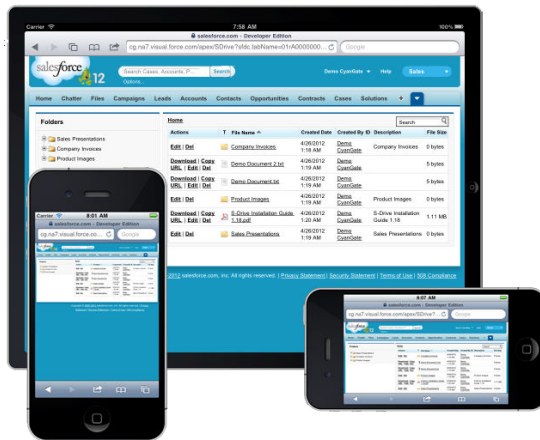 Carrier 7:58 AM 100%
salesforce.com - Developer Edition
cg.na7.visual.force.com/apex/SDrive?sfdc.tabName=01rA0000000... Google
salesforce 12 Search Cases, Accounts, P... Search Demo CyanGate Help Sales
Options...
Home Chatter Files Campaigns Leads Accounts Contacts Opportunities Contracts Cases Solutions +
Folders
Sales Presentations
Company Invoices
Product Images
Home
Search
Actions T File Name Created Date Created By ID Description File Size
Edit | Del Company Invoices 4/26/2012 1:18 AM Demo CyanGate Company Invoices 0 bytes
Download | Copy URL | Edit | Del Demo Document 2.txt 4/26/2012 1:19 AM Demo CyanGate 5 bytes
Download | Copy URL | Edit | Del Demo Document.txt 4/26/2012 1:19 AM Demo CyanGate 5 bytes
Edit | Del Product Images 4/26/2012 1:19 AM Demo CyanGate Product Images 0 bytes
Download | Copy URL | Edit | Del S-Drive Installation Guide 1.18.pdf 4/26/2012 1:20 AM Demo CyanGate S-Drive Installation Guide 1.18 1.11 MB
Edit | Del Sales Presentations 4/26/2012 1:19 AM Demo CyanGate Sales Presentations 0 bytes
2012 salesforce.com, inc. All rights reserved. | Privacy Statement | Security Statement | Terms of Use | 508 Compliance
Carrier 8:01 AM
salesforce.com - Developer Edition
cg.na7.visual.force.co... Google
8:07 AM
salesforce.com - Developer Edition
cg.na7.visual.force.com/apex/SDrive?... Google